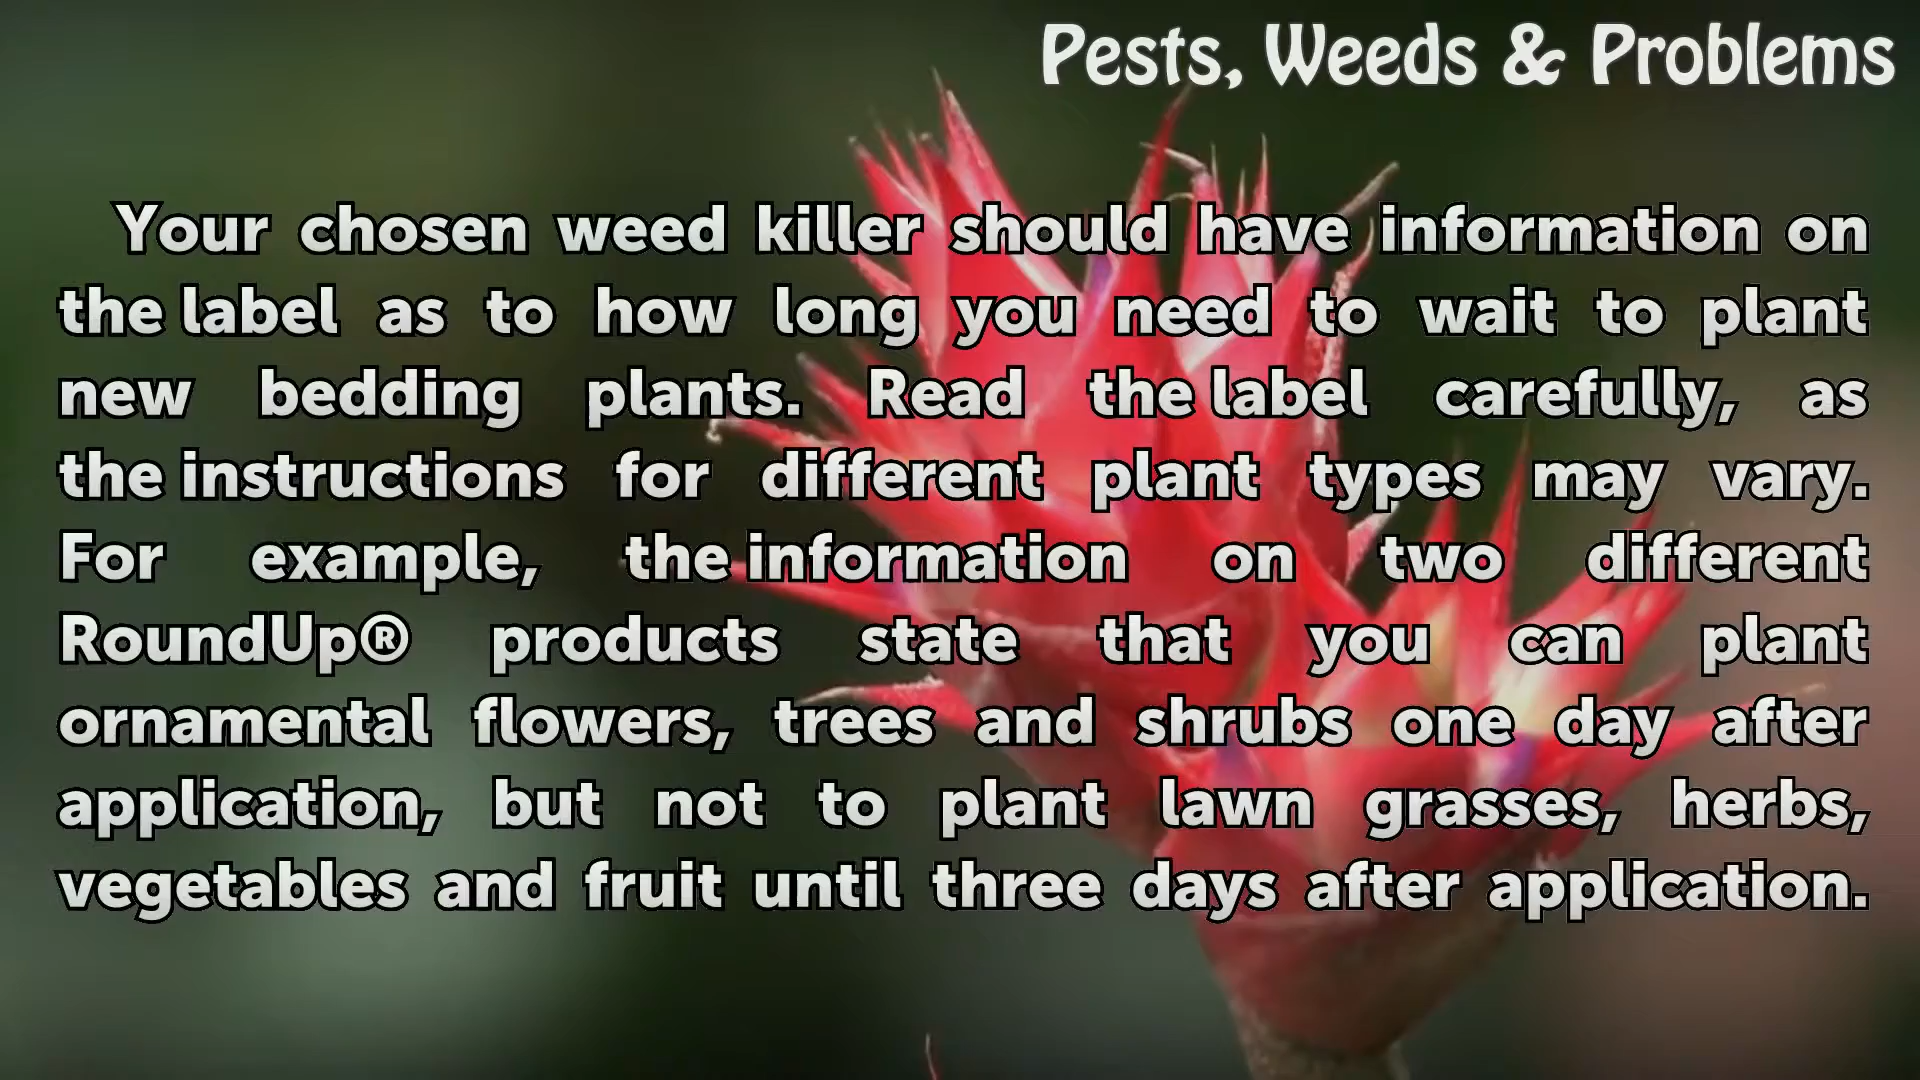 Pests, Weeds & Problems
Your chosen weed killer should have information on
the label as to how long you need to wait to plant
new bedding plants. Read the label carefully, as
the instructions for different plant types may vary.
For example, the information on two different
RoundUp® products state that you can plant
ornamental flowers, trees and shrubs one day after
application, but not to plant lawn grasses, herbs,
vegetables and fruit until three days after application.